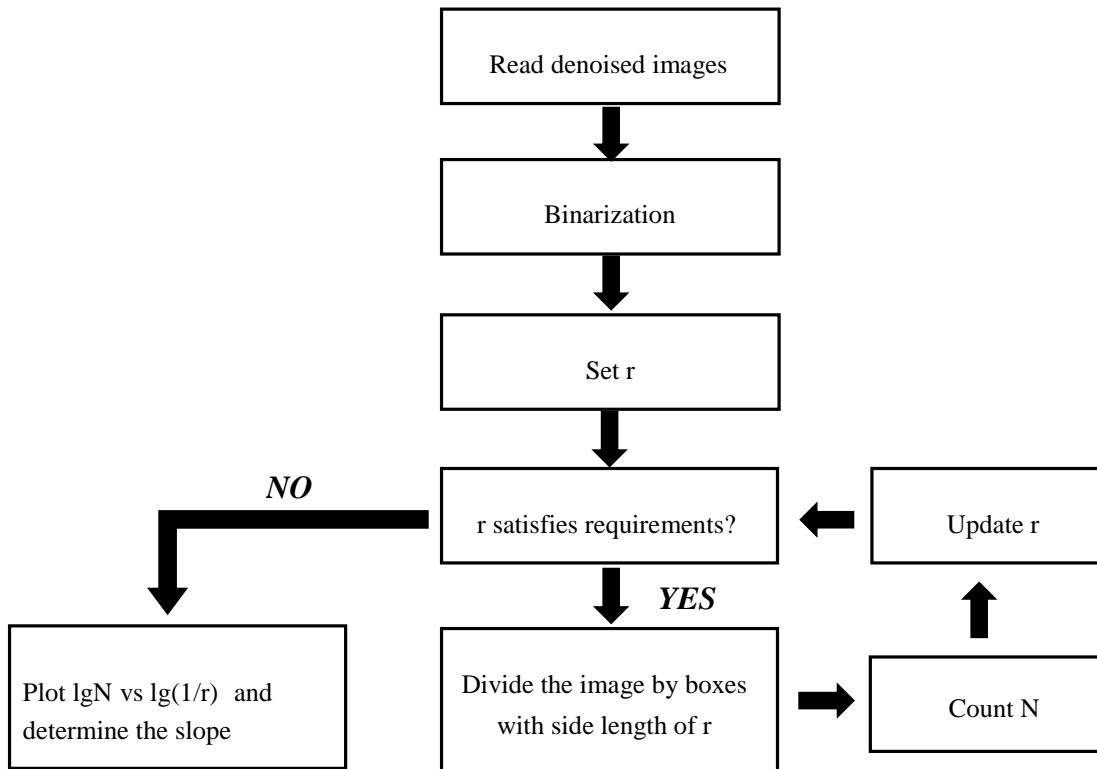 Read denoised images
Binarization
Set r
NO
r satisfies requirements?
Update r
YES
Plot lgN vs lg(1/r) and
determine the slope
Divide the image by boxes
with side length of r
Count N